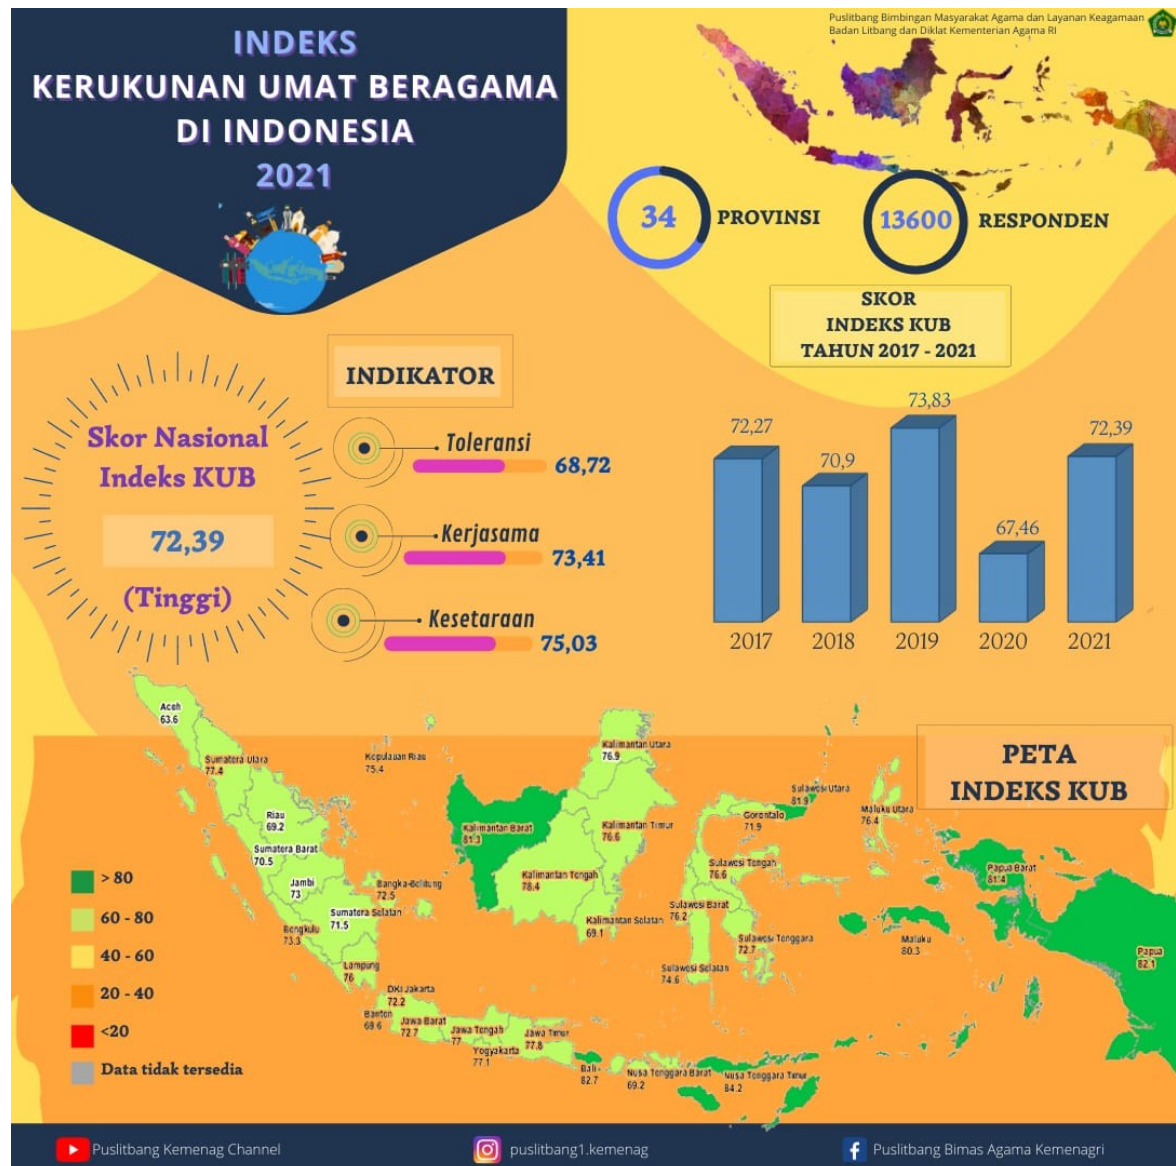 Puslitbang Bimbingan Masyarakat Agama dan Layanan Keagamaan
Badan Litbang dan Diklat Kementerian Agama RI
INDEKS
KERUKUNAN UMAT BERAGAMA
DI INDONESIA
2021
34
PROVINSI
13600
RESPONDEN
SKOR
INDEKS KUB
TAHUN 2017 - 2021
Skor Nasional
Indeks KUB
72,39
(Tinggi)
INDIKATOR
Toleransi
68,72
Kerjasama
73,41
Kesetaraan
75,03
72,27
70,9
73,83
67,46
72,39
2017
2018
2019
2020
2021
PETA
INDEKS KUB
Aceh
63.6
Sumatera Utara
77.4
Riau
69.2
Sumatera Barat
70.5
Jambi
73
Sumatera Selatan
71.5
Bengkulu
73.3
Lampung
76
Kepulauan Riau
75.4
Bangka-Belitung
72.5
DKI Jakarta
72.2
Banten
69.6
Jawa Barat
72.7
Jawa Tengah
77
Yogyakarta
77.1
Jawa Timur
77.8
Bali
82.7
Nusa Tenggara Barat
69.2
Nusa Tenggara Timur
84.2
Kalimantan Barat
81.3
Kalimantan Tengah
78.4
Kalimantan Selatan
69.1
Kalimantan Timur
76.6
Kalimantan Utara
76.9
Sulawesi Utara
81.9
Gorontalo
71.9
Sulawesi Tengah
76.6
Sulawesi Barat
76.2
Sulawesi Selatan
74.6
Sulawesi Tenggara
72.7
Maluku Utara
76.4
Maluku
80.3
Papua Barat
81.4
Papua
82.1
> 80
60 - 80
40 - 60
20 - 40
<20
Data tidak tersedia
Puslitbang Kemenag Channel
puslitbang1.kemenag
Puslitbang Bimas Agama Kemenagri